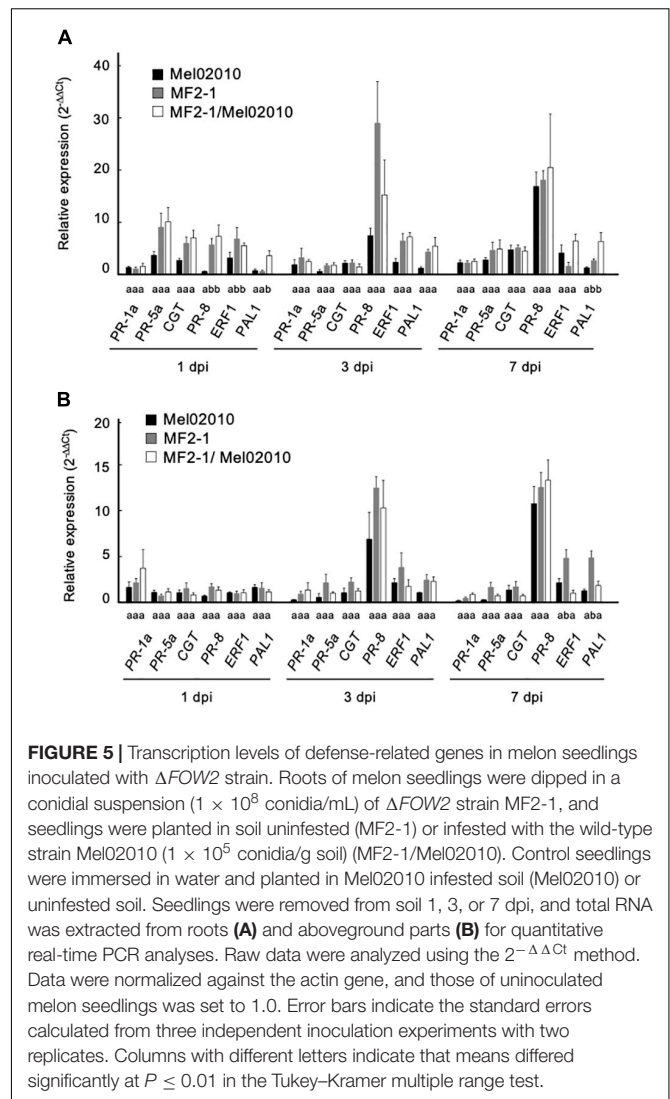 A
40
30
20
10
0
Relative expression (2-ΔΔCt)
Mel02010
MF2-1
MF2-1/Mel02010
aaa aaa aaa abb abb aab aaa aaa aaa aaa aaa aaa aaa aaa aaa aaa aaa abb
PR-1a PR-5a CGT PR-8 ERF1 PAL1 PR-1a PR-5a CGT PR-8 ERF1 PAL1 PR-1a PR-5a CGT PR-8 ERF1 PAL1
1 dpi 3 dpi 7 dpi
B
20
15
10
5
0
Relative expression (2-ΔΔCt)
Mel02010
MF2-1
MF2-1/ Mel02010
aaa aaa aaa aaa aaa aaa aaa aaa aaa aaa aaa aaa aaa aaa aaa aaa aba aba
PR-1a PR-5a CGT PR-8 ERF1 PAL1 PR-1a PR-5a CGT PR-8 ERF1 PAL1 PR-1a PR-5a CGT PR-8 ERF1 PAL1
1 dpi 3 dpi 7 dpi
FIGURE 5 | Transcription levels of defense-related genes in melon seedlings
inoculated with ΔFOW2 strain. Roots of melon seedlings were dipped in a
conidial suspension (1 × 10⁸ conidia/mL) of ΔFOW2 strain MF2-1, and
seedlings were planted in soil uninfested (MF2-1) or infested with the wild-type
strain Mel02010 (1 × 10⁵ conidia/g soil) (MF2-1/Mel02010). Control seedlings
were immersed in water and planted in Mel02010 infested soil (Mel02010) or
uninfested soil. Seedlings were removed from soil 1, 3, or 7 dpi, and total RNA
was extracted from roots (A) and aboveground parts (B) for quantitative
real-time PCR analyses. Raw data were analyzed using the 2−ΔΔCt method.
Data were normalized against the actin gene, and those of uninoculated
melon seedlings was set to 1.0. Error bars indicate the standard errors
calculated from three independent inoculation experiments with two
replicates. Columns with different letters indicate that means differed
significantly at P ≤ 0.01 in the Tukey–Kramer multiple range test.